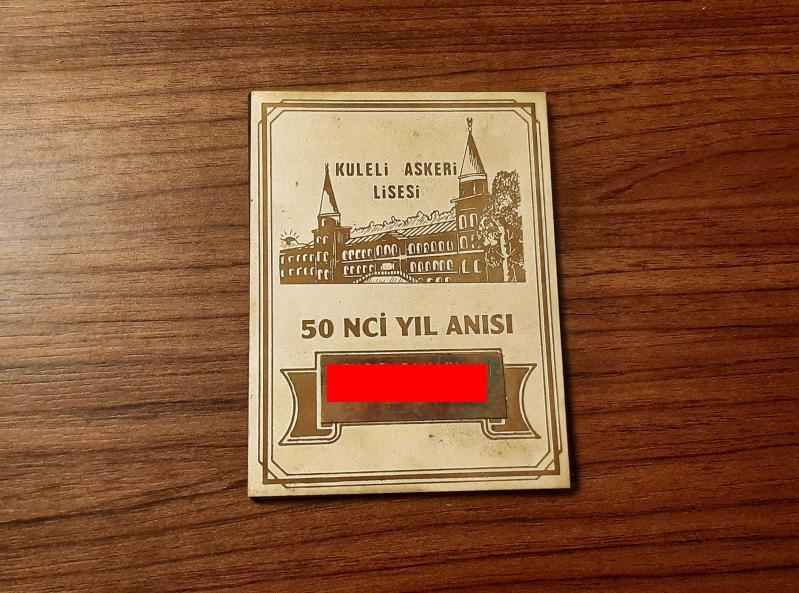 KULELİ ASKERİ
LİSESİ
50 NCİ YIL ANISI